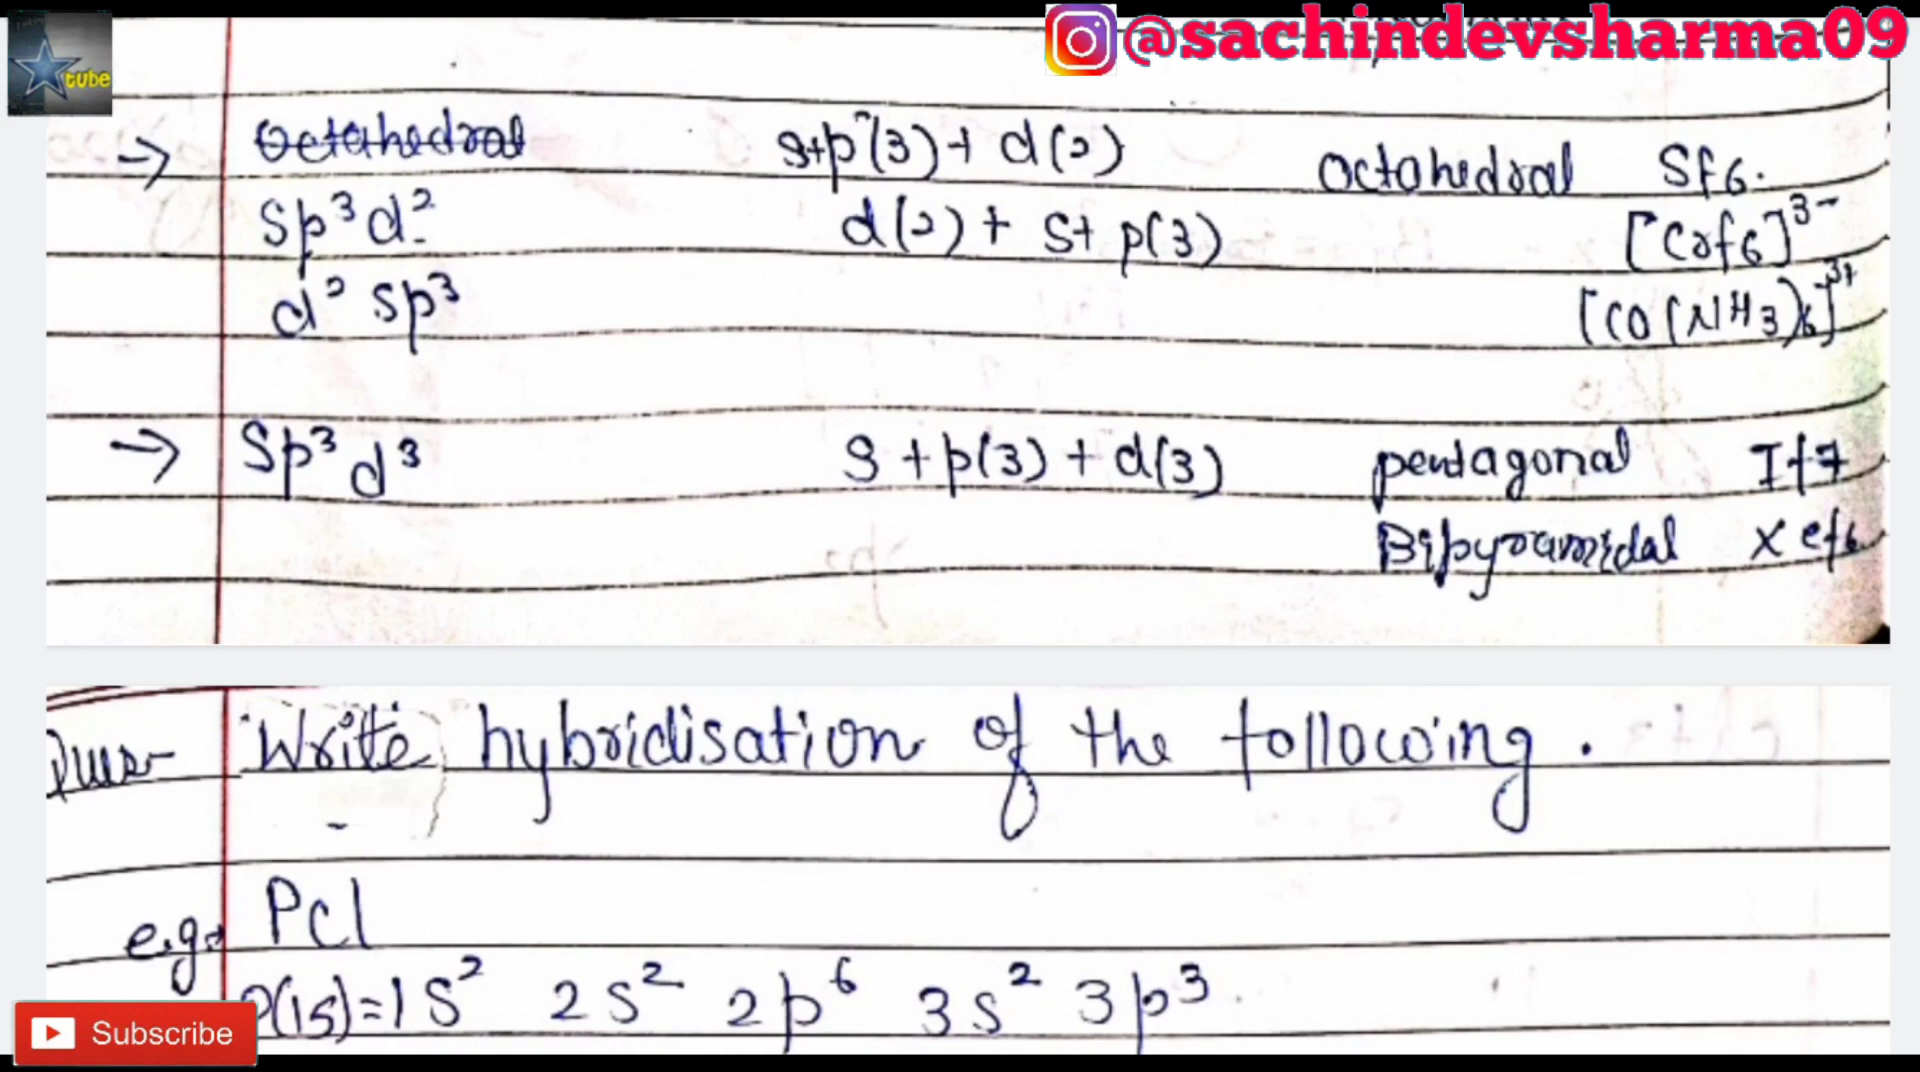 @sachindevsharma09
tube
→ Octahedral s+p(3)+d(2) octahedral Sf6.
Sp³d² d(2)+ s+ p(3) [Cof6]³⁻
d²sp³ [CO(NH3)6]³⁺
→ Sp³d³ s+p(3)+d(3) pentagonal If7
Bipyramidal Xef6
Ques- Write hybridisation of the following.
e.g→ PCl
P(15)=1S² 2S² 2p⁶ 3s² 3p³.
Subscribe